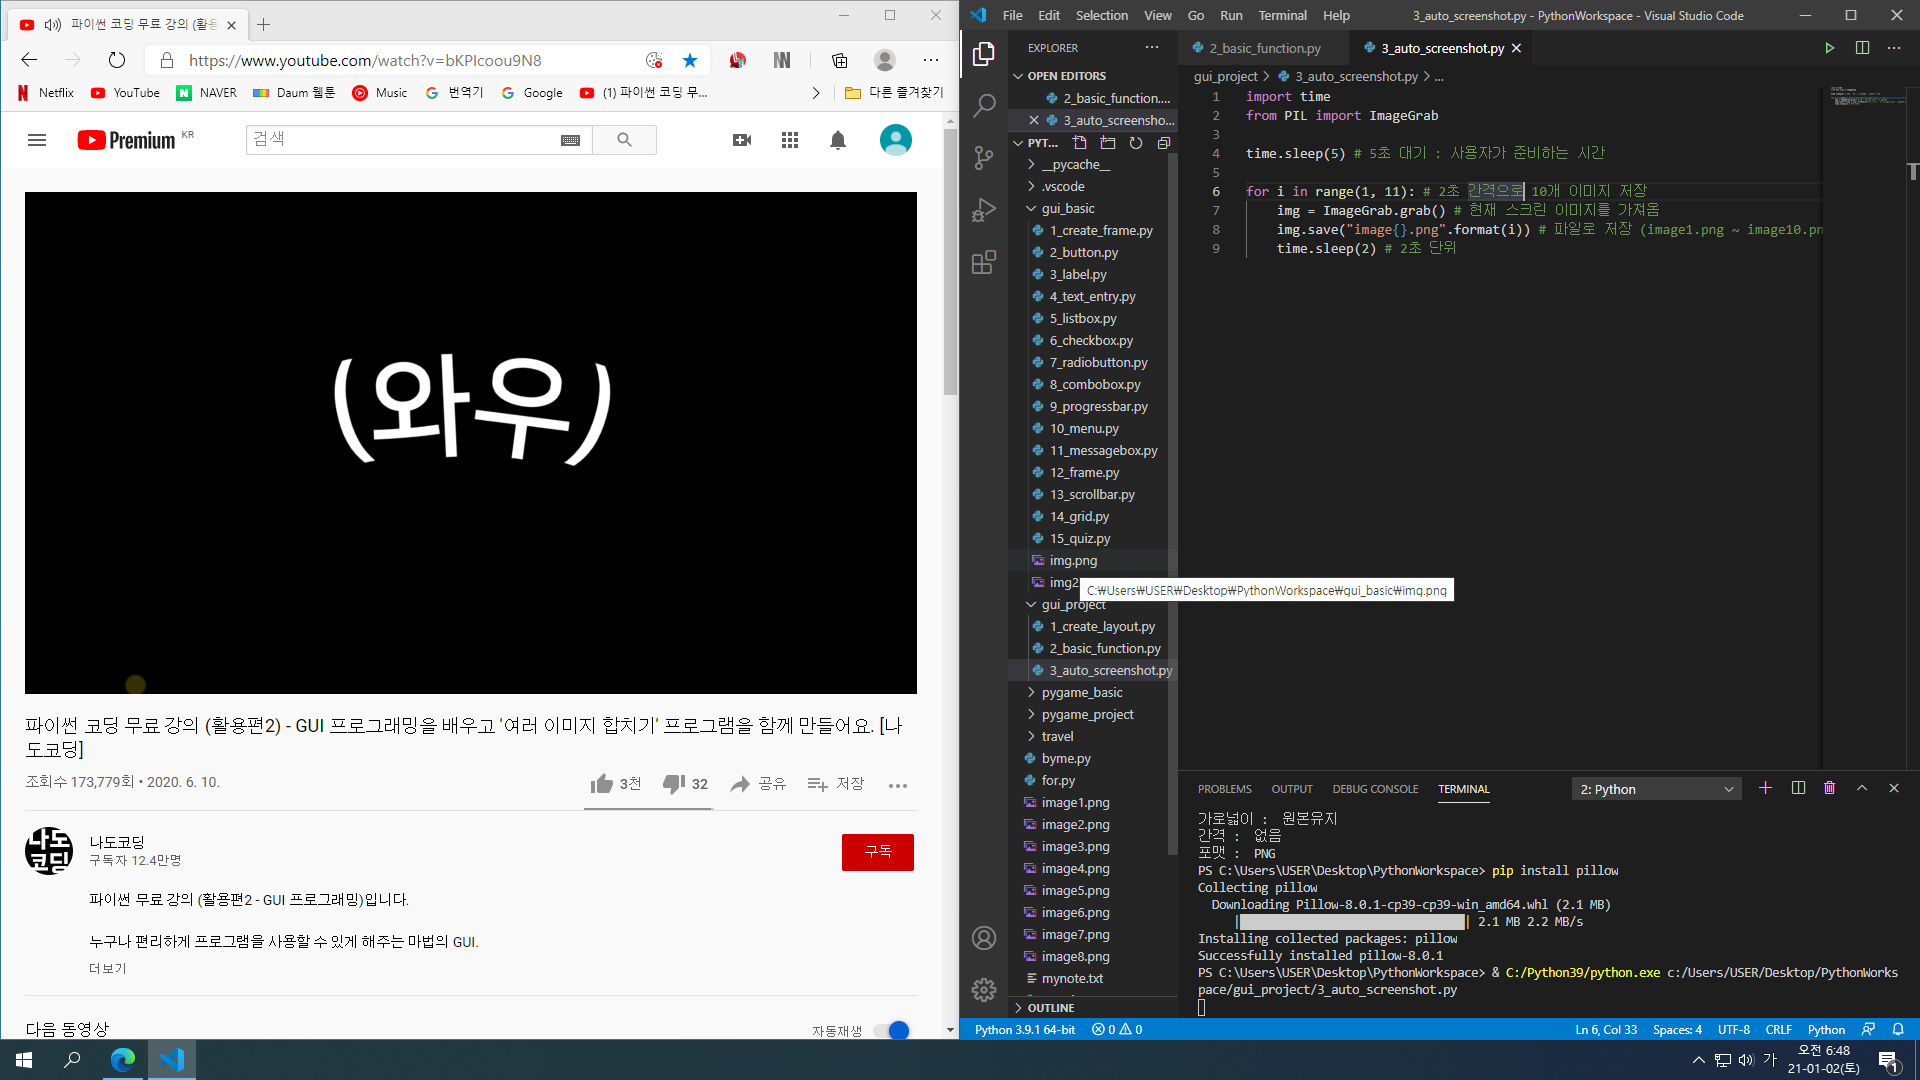 파이썬 코딩 무료 강의 (활용
https://www.youtube.com/watch?v=bKPIcoou9N8
Netflix
YouTube
NAVER
Daum 웹툰
Music
번역기
Google
(1) 파이썬 코딩 무...
다른 즐겨찾기
Premium KR
검색
(와우)
파이썬 코딩 무료 강의 (활용편2) - GUI 프로그래밍을 배우고 '여러 이미지 합치기' 프로그램을 함께 만들어요. [나
도코딩]
조회수 173,779회 • 2020. 6. 10.
3천
32
공유
저장
나도
코딩
나도코딩
구독자 12.4만명
구독
파이썬 무료 강의 (활용편2 - GUI 프로그래밍)입니다.
누구나 편리하게 프로그램을 사용할 수 있게 해주는 마법의 GUI.
더보기
다음 동영상
자동재생
File Edit Selection View Go Run Terminal Help
3_auto_screenshot.py - PythonWorkspace - Visual Studio Code
EXPLORER
OPEN EDITORS
2_basic_function....
3_auto_screensho...
PYT...
__pycache__
.vscode
gui_basic
1_create_frame.py
2_button.py
3_label.py
4_text_entry.py
5_listbox.py
6_checkbox.py
7_radiobutton.py
8_combobox.py
9_progressbar.py
10_menu.py
11_messagebox.py
12_frame.py
13_scrollbar.py
14_grid.py
15_quiz.py
img.png
img2
C:₩Users₩USER₩Desktop₩PythonWorkspace₩gui_basic₩img.png
gui_project
1_create_layout.py
2_basic_function.py
3_auto_screenshot.py
pygame_basic
pygame_project
travel
byme.py
for.py
image1.png
image2.png
image3.png
image4.png
image5.png
image6.png
image7.png
image8.png
mynote.txt
OUTLINE
2_basic_function.py
3_auto_screenshot.py
gui_project > 3_auto_screenshot.py > ...
1 import time
2 from PIL import ImageGrab
3
4 time.sleep(5) # 5초 대기 : 사용자가 준비하는 시간
5
6 for i in range(1, 11): # 2초 간격으로 10개 이미지 저장
7 img = ImageGrab.grab() # 현재 스크린 이미지를 가져옴
8 img.save("image{}.png".format(i)) # 파일로 저장 (image1.png ~ image10.pn
9 time.sleep(2) # 2초 단위
PROBLEMS OUTPUT DEBUG CONSOLE TERMINAL
2: Python
가로넓이 : 원본유지
간격 : 없음
포맷 : PNG
PS C:\Users\USER\Desktop\PythonWorkspace> pip install pillow
Collecting pillow
Downloading Pillow-8.0.1-cp39-cp39-win_amd64.whl (2.1 MB)
| 2.1 MB 2.2 MB/s
Installing collected packages: pillow
Successfully installed pillow-8.0.1
PS C:\Users\USER\Desktop\PythonWorkspace> & C:/Python39/python.exe c:/Users/USER/Desktop/PythonWorks
pace/gui_project/3_auto_screenshot.py
Python 3.9.1 64-bit
0
0
Ln 6, Col 33
Spaces: 4
UTF-8
CRLF
Python
가
오전 6:48
21-01-02(토)
1